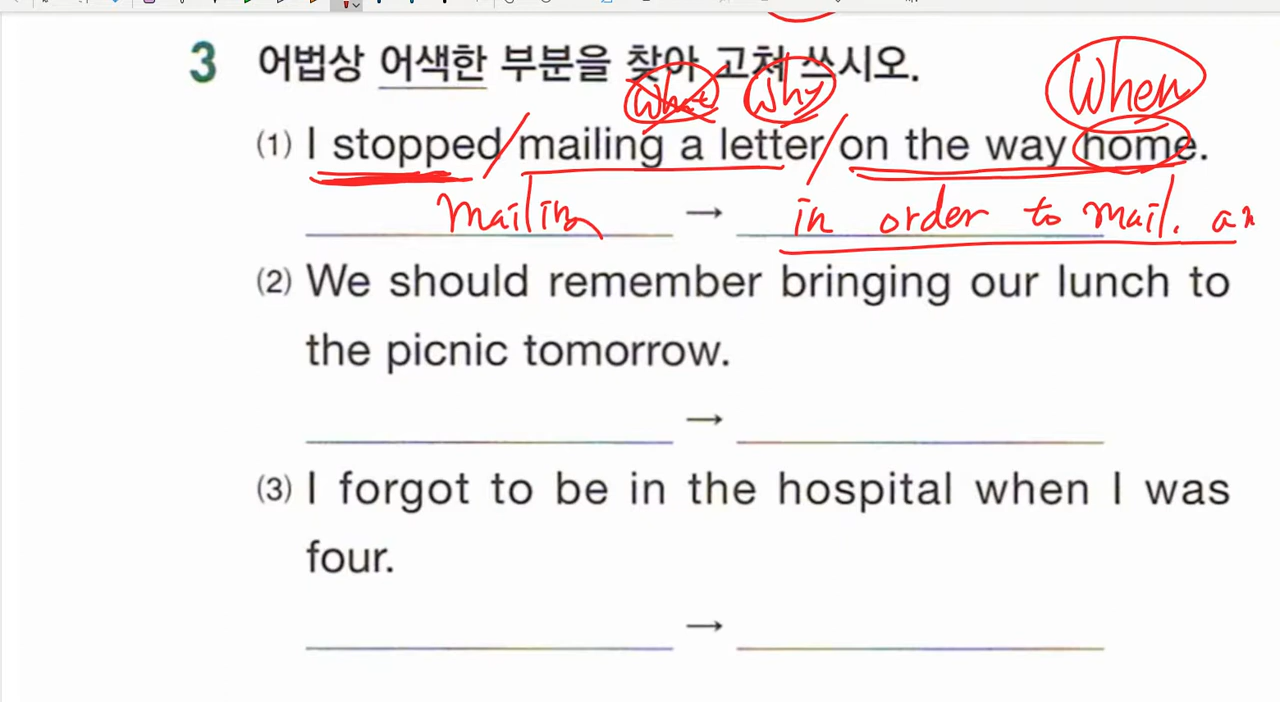 3 어법상 어색한 부분을 찾아 고쳐 쓰시오.
What Why When
(1) I stopped / mailing a letter / on the way home.
mailing → in order to mail. a
(2) We should remember bringing our lunch to
the picnic tomorrow.
→
(3) I forgot to be in the hospital when I was
four.
→